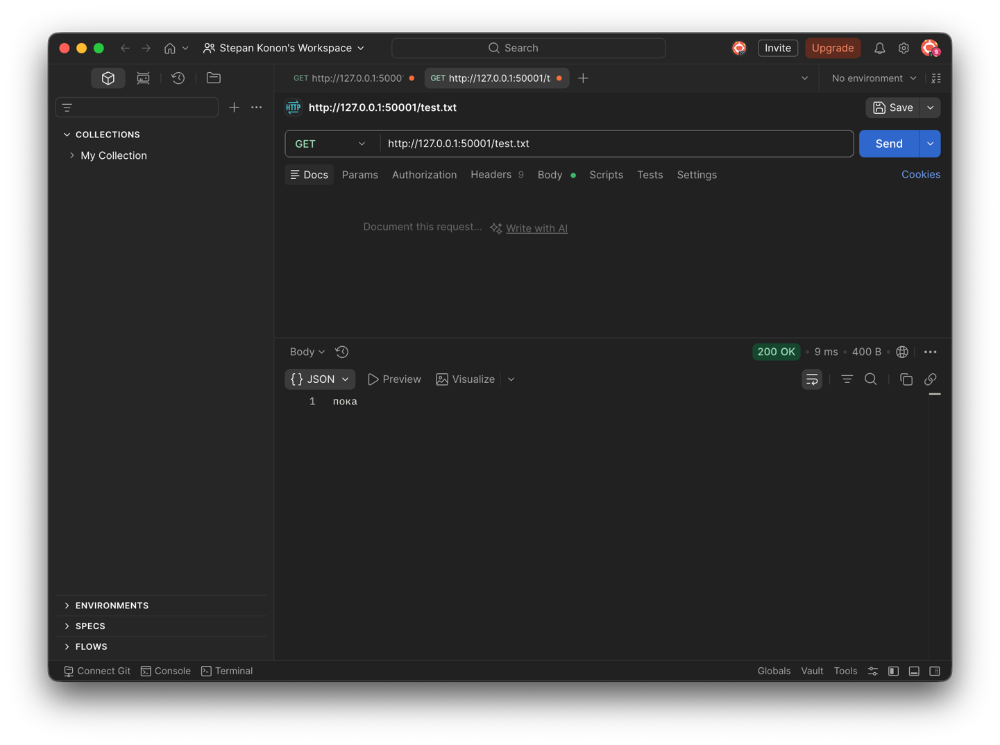 Stepan Konon's Workspace
Search
Invite
Upgrade
GET http://127.0.0.1:5000
GET http://127.0.0.1:50001/t
No environment
HTTP http://127.0.0.1:50001/test.txt
Save
COLLECTIONS
My Collection
GET
http://127.0.0.1:50001/test.txt
Send
Docs
Params
Authorization
Headers 9
Body
Scripts
Tests
Settings
Cookies
Document this request...
Write with AI
Body
200 OK
9 ms
400 B
{} JSON
Preview
Visualize
1 пока
ENVIRONMENTS
SPECS
FLOWS
Connect Git
Console
Terminal
Globals
Vault
Tools